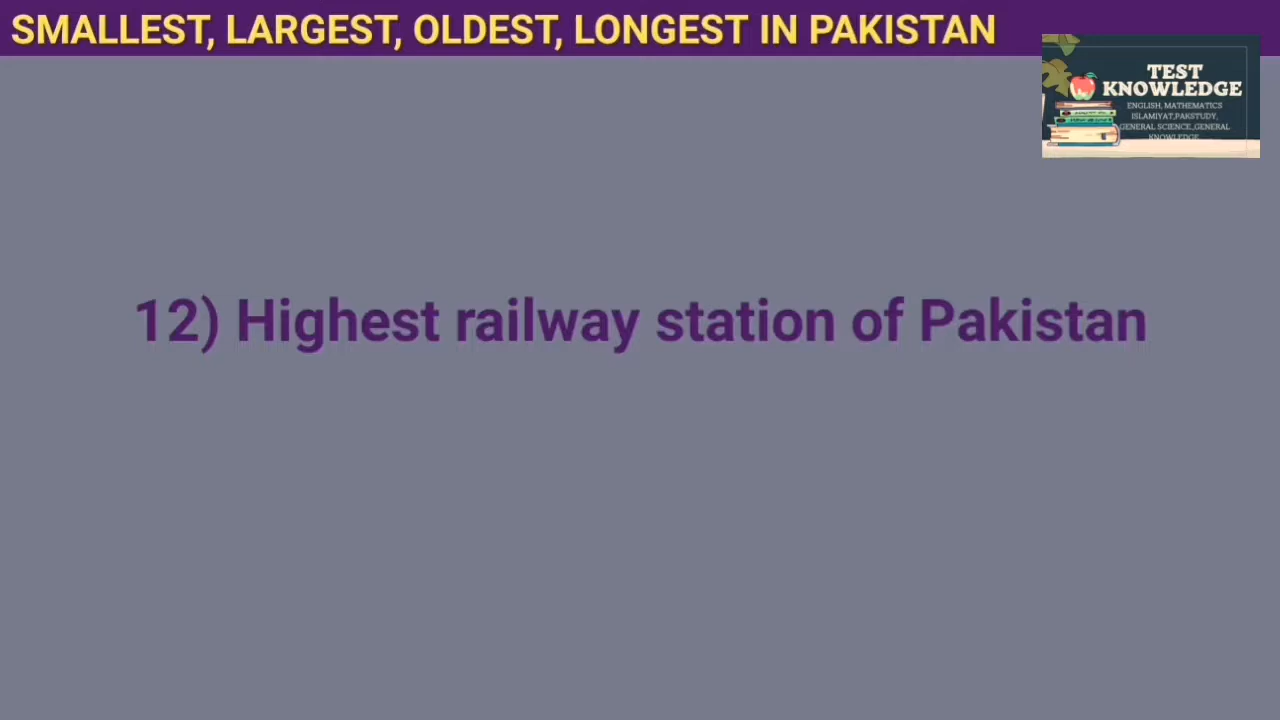 SMALLEST, LARGEST, OLDEST, LONGEST IN PAKISTAN
TEST
KNOWLEDGE
ENGLISH, MATHEMATICS
ISLAMIYAT,PAKSTUDY,
GENERAL SCIENCE,,GENERAL
KNOWLEDGE
12) Highest railway station of Pakistan